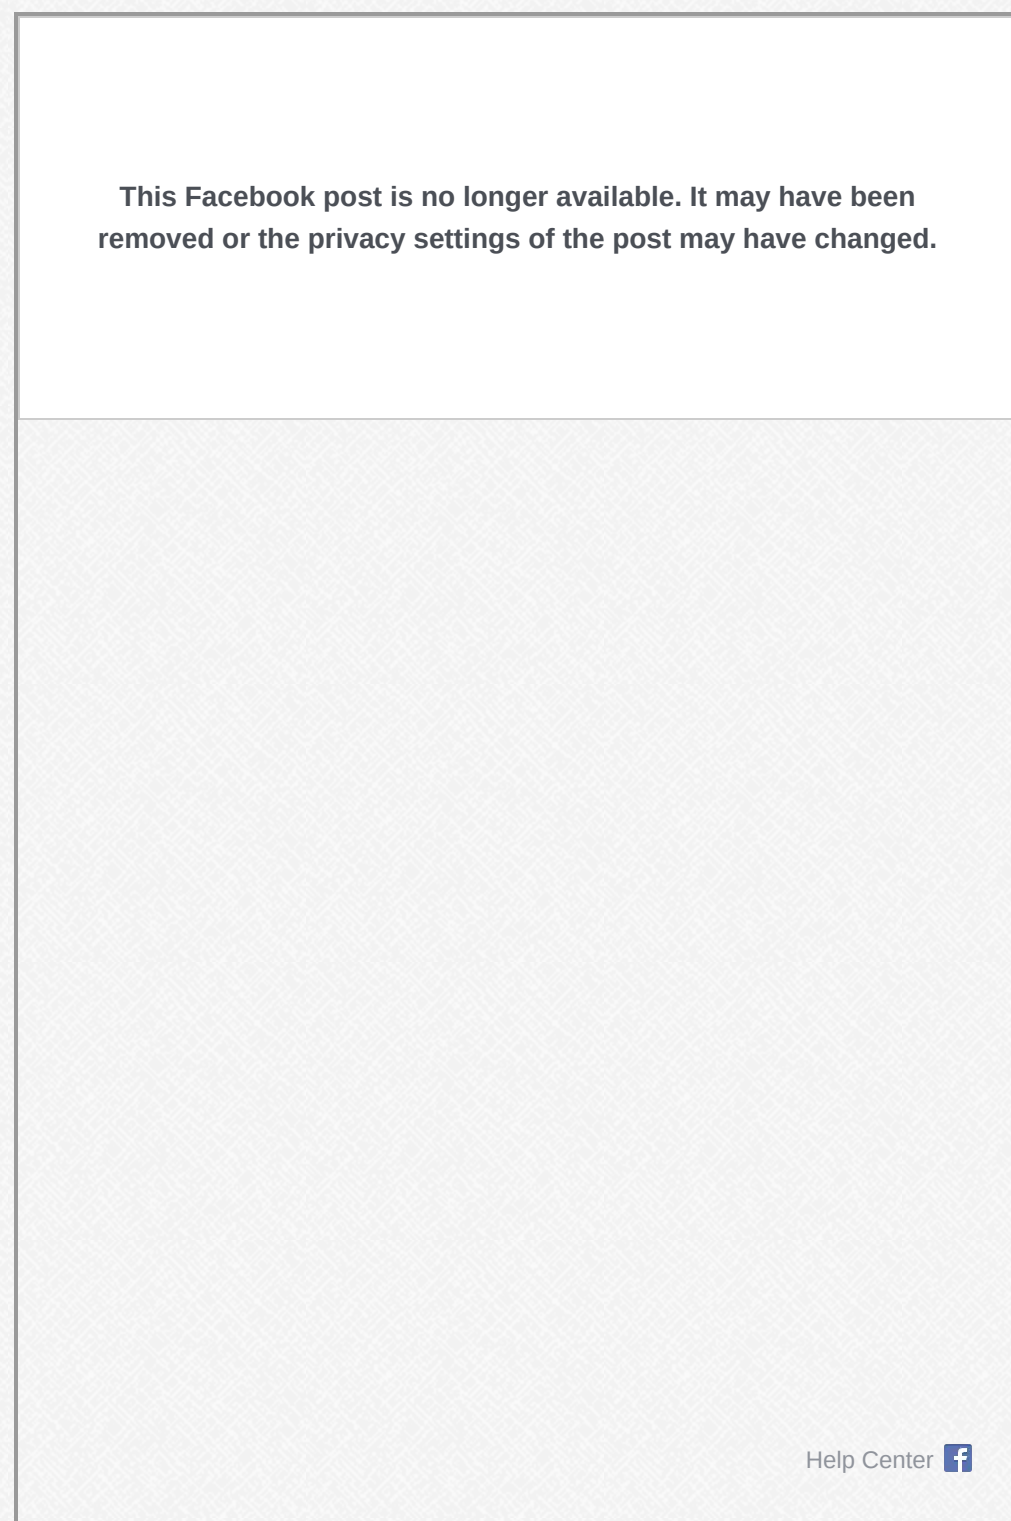 This Facebook post is no longer available. It may have been
removed or the privacy settings of the post may have changed.
Help Center